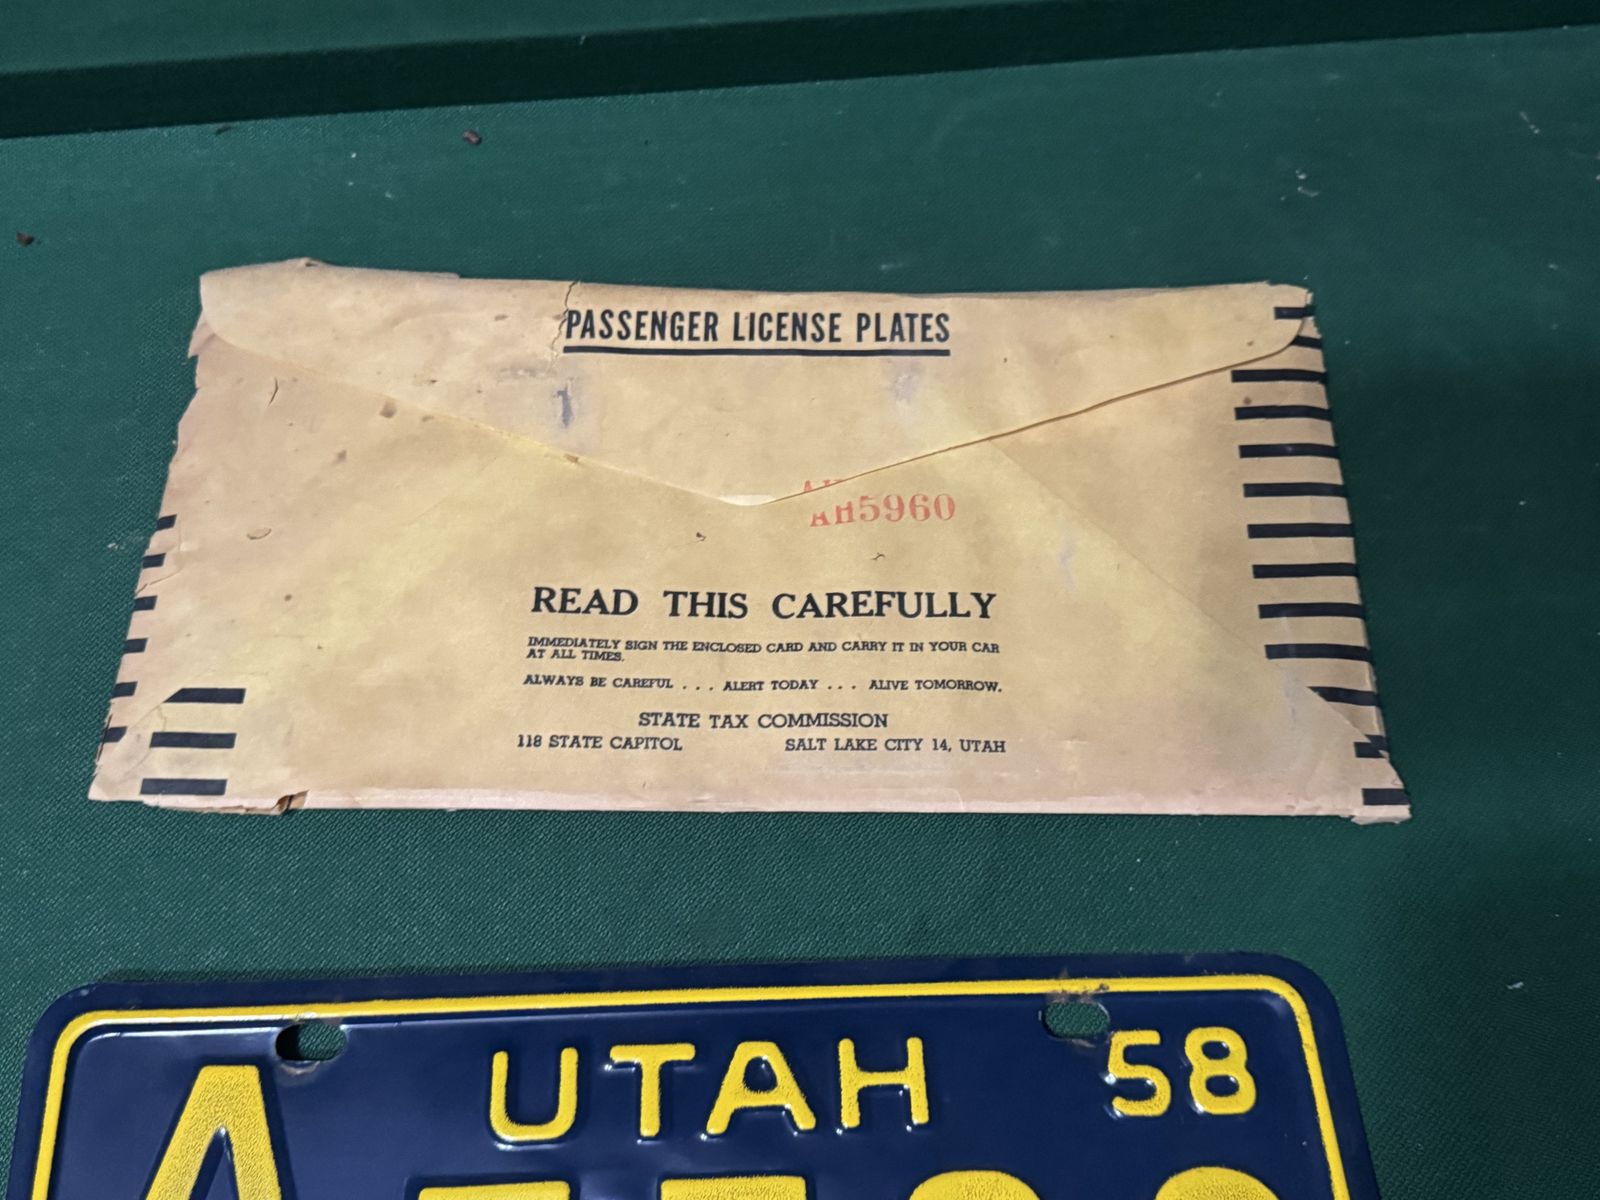 PASSENGER LICENSE PLATES
AH5960
READ THIS CAREFULLY
IMMEDIATELY SIGN THE ENCLOSED CARD AND CARRY IT IN YOUR CAR
AT ALL TIMES.
ALWAYS BE CAREFUL . . . ALERT TODAY . . . ALIVE TOMORROW.
STATE TAX COMMISSION
118 STATE CAPITOL SALT LAKE CITY 14, UTAH
UTAH 58
A